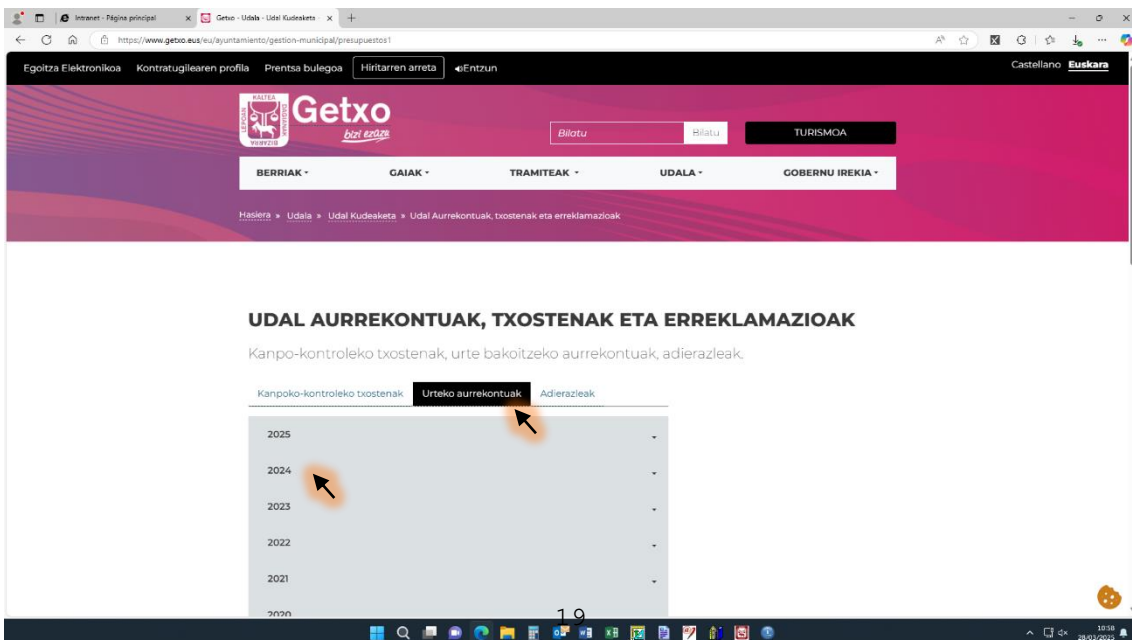 Intranet - Página principal
Getxo - Udala - Udal Kudeaketa
https://www.getxo.eus/eu/ayuntamiento/gestion-municipal/presupuestos1
Egoitza Elektronikoa Kontratugilearen profila Prentsa bulegoa Hiritarren arreta Entzun Castellano Euskara
KALTEA
LEPOAN
DAGIANAK
BIZARRA
Getxo
bizi ezazu
Bilatu Bilatu TURISMOA
BERRIAK GAIAK TRAMITEAK UDALA GOBERNU IREKIA
Hasiera » Udala » Udal Kudeaketa » Udal Aurrekontuak, txostenak eta erreklamazioak
UDAL AURREKONTUAK, TXOSTENAK ETA ERREKLAMAZIOAK
Kanpo-kontroleko txostenak, urte bakoitzeko aurrekontuak, adierazleak.
Kanpoko-kontroleko txostenak Urteko aurrekontuak Adierazleak
2025
2024
2023
2022
2021
2020
19
10:58
28/03/2025